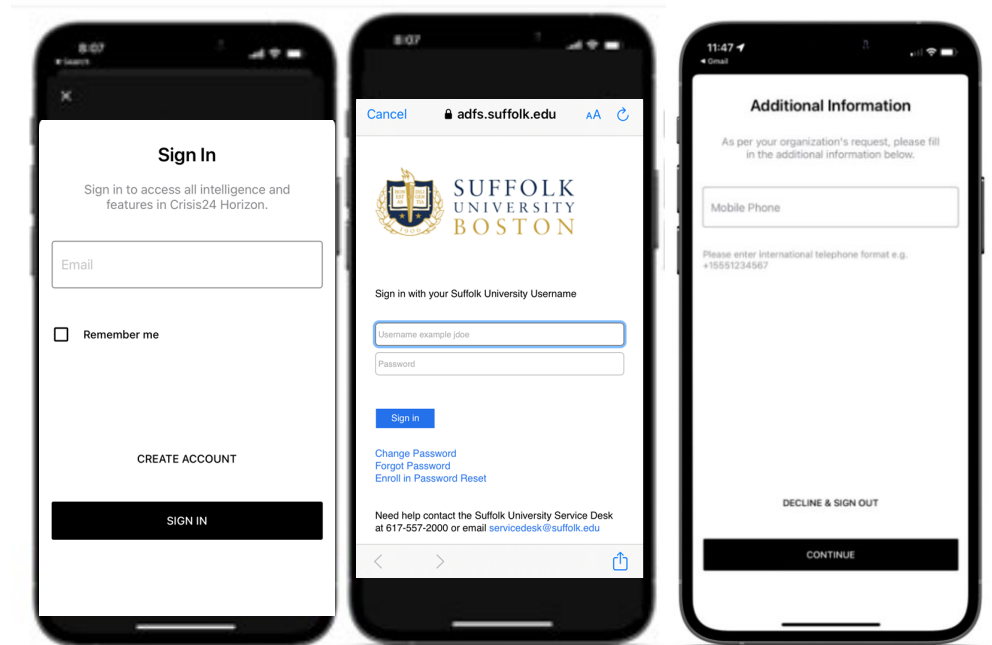 8:07
Search
Sign In
Sign in to access all intelligence and
features in Crisis24 Horizon.
Email
Remember me
CREATE ACCOUNT
SIGN IN
8:07
Cancel
adfs.suffolk.edu
AA
SUFFOLK
UNIVERSITY
BOSTON
1906
Sign in with your Suffolk University Username
Username example jdoe
Password
Sign in
Change Password
Forgot Password
Enroll in Password Reset
Need help contact the Suffolk University Service Desk
at 617-557-2000 or email servicedesk@suffolk.edu
11:47
Gmail
Additional Information
As per your organization's request, please fill
in the additional information below.
Mobile Phone
Please enter international telephone format e.g.
+15551234567
DECLINE & SIGN OUT
CONTINUE